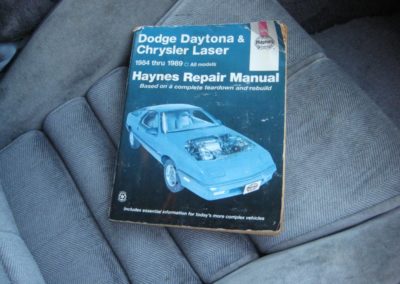 Dodge Daytona &
Chrysler Laser
Haynes
1984 thru 1989 □ All models
Haynes Repair Manual
Based on a complete teardown and rebuild
Includes essential information for today's more complex vehicles